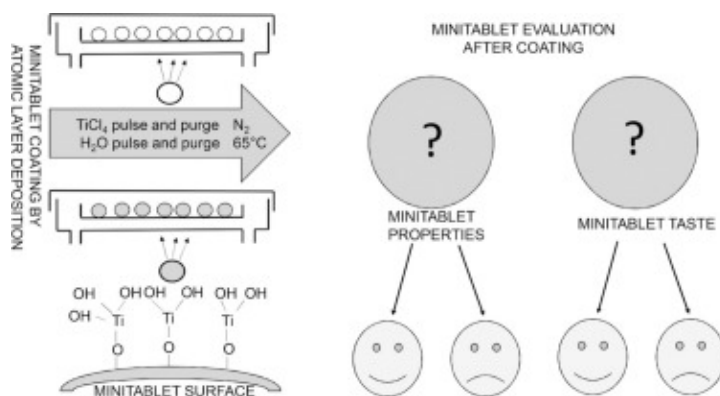 MINITABLET COATING BY
ATOMIC LAYER DEPOSITION
TiCl₄ pulse and purge N₂
H₂O pulse and purge 65°C
OH OH OH OH OH
OH Ti Ti Ti
O O O
MINITABLET SURFACE
MINITABLET EVALUATION
AFTER COATING
? ?
MINITABLET
PROPERTIES
MINITABLET TASTE